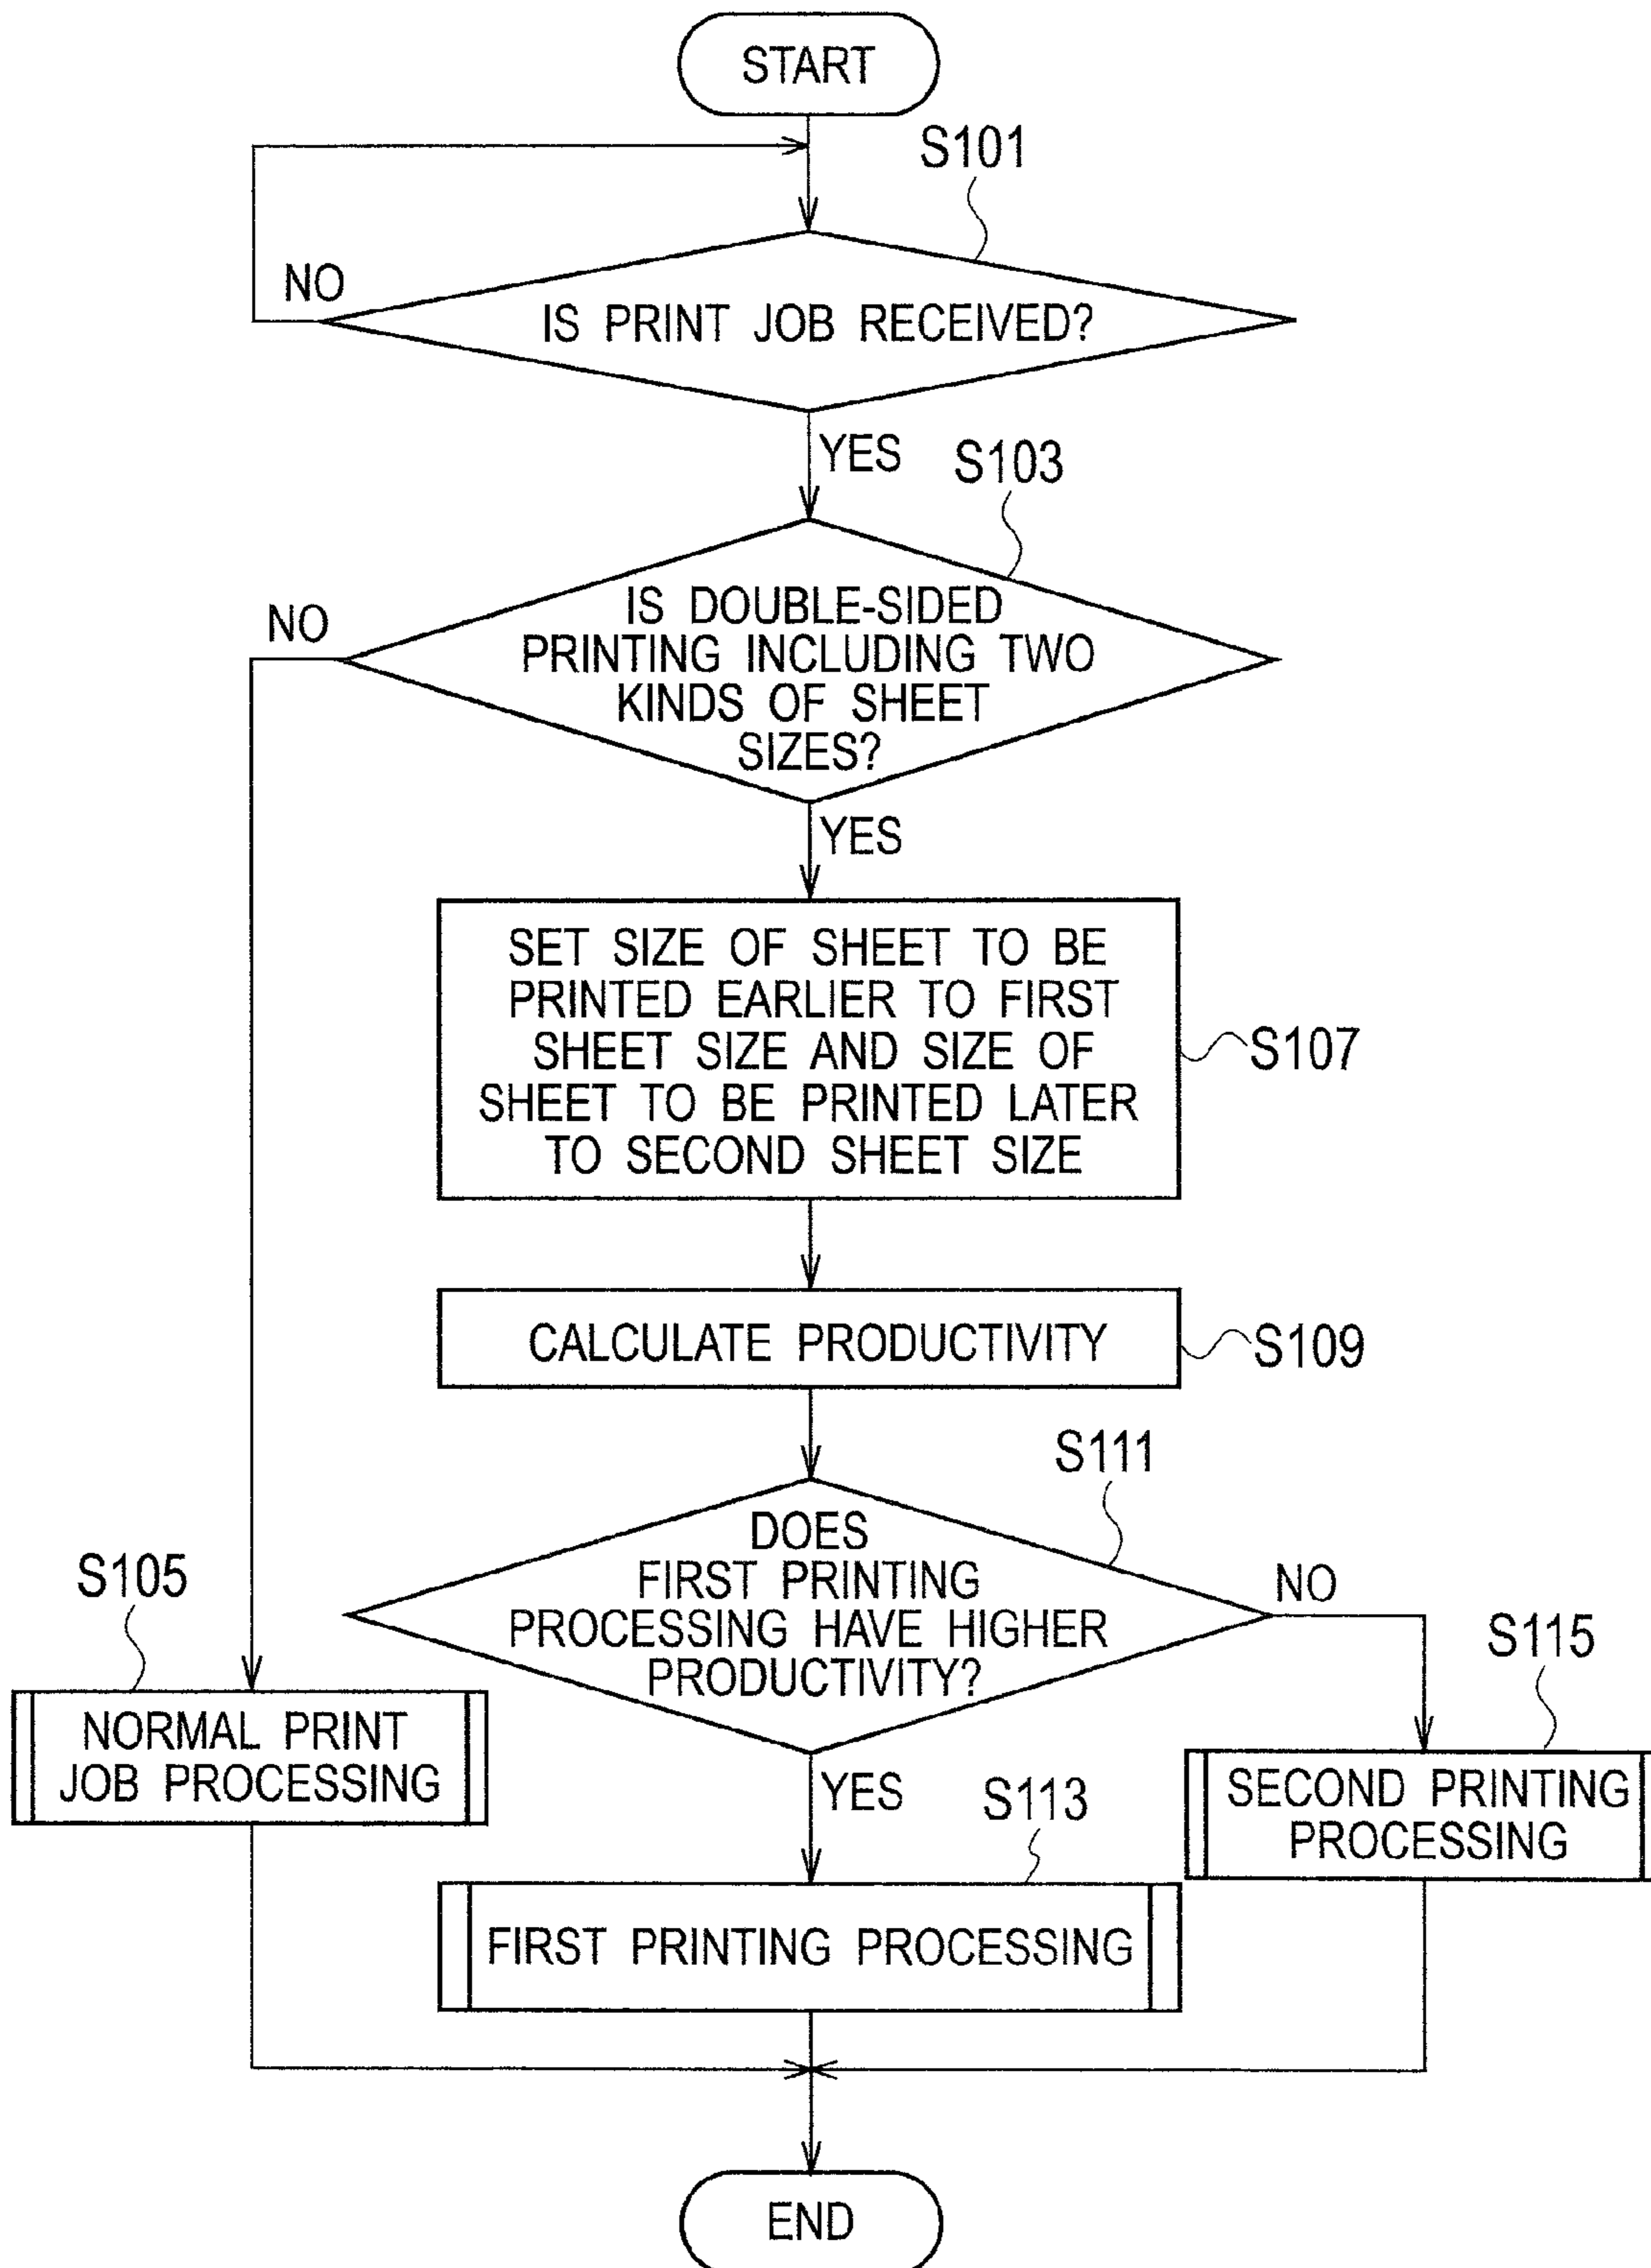 START
S101
NO
IS PRINT JOB RECEIVED?
YES
S103
NO
IS DOUBLE-SIDED
PRINTING INCLUDING TWO
KINDS OF SHEET
SIZES?
YES
SET SIZE OF SHEET TO BE
PRINTED EARLIER TO FIRST
SHEET SIZE AND SIZE OF
SHEET TO BE PRINTED LATER
TO SECOND SHEET SIZE
S107
CALCULATE PRODUCTIVITY
S109
S111
DOES
FIRST PRINTING
PROCESSING HAVE HIGHER
PRODUCTIVITY?
NO
S105
NORMAL PRINT
JOB PROCESSING
YES
S115
SECOND PRINTING
PROCESSING
S113
FIRST PRINTING PROCESSING
END